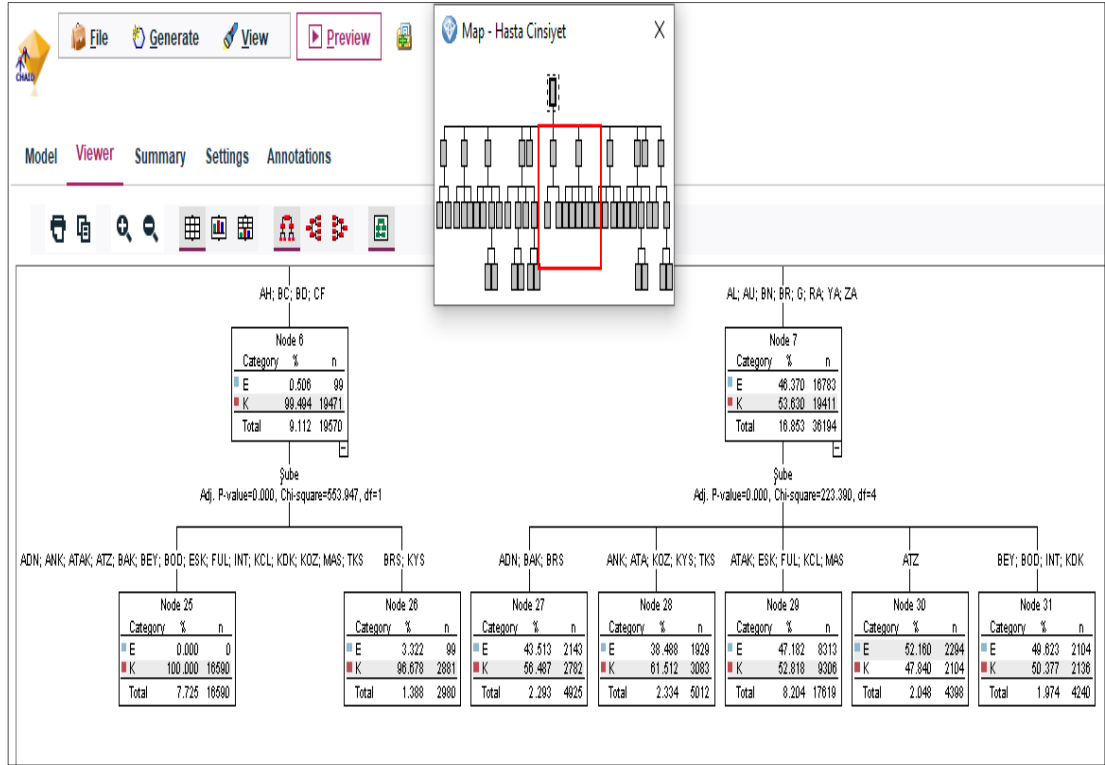 File Generate View Preview
CHAID
Map - Hasta Cinsiyet
Model Viewer Summary Settings Annotations
AH; BC; BD; CF
Node 6
Category % n
E 0.506 99
K 99.494 19471
Total 9.112 19570
Şube
Adj. P-value=0.000, Chi-square=553.947, df=1
AL; AU; BN; BR; G; RA; YA; ZA
Node 7
Category % n
E 46.370 16783
K 53.630 19411
Total 16.853 36194
Şube
Adj. P-value=0.000, Chi-square=223.390, df=4
ADN; ANK; ATAK; ATZ; BAK; BEY; BOD; ESK; FUL; INT; KCL; KDK; KOZ; MAS; TKS
Node 25
Category % n
E 0.000 0
K 100.000 16590
Total 7.725 16590
BRS; KYS
Node 26
Category % n
E 3.322 99
K 96.678 2881
Total 1.388 2980
ADN; BAK; BRS
Node 27
Category % n
E 43.513 2143
K 56.487 2782
Total 2.293 4925
ANK; ATA; KOZ; KYS; TKS
Node 28
Category % n
E 38.488 1929
K 61.512 3083
Total 2.334 5012
ATAK; ESK; FUL; KCL; MAS
Node 29
Category % n
E 47.182 8313
K 52.818 9306
Total 8.204 17619
ATZ
Node 30
Category % n
E 52.160 2294
K 47.840 2104
Total 2.048 4398
BEY; BOD; INT; KDK
Node 31
Category % n
E 49.623 2104
K 50.377 2136
Total 1.974 4240